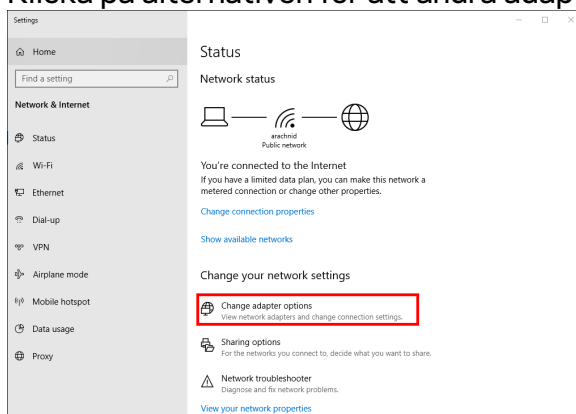 Klicka på alternativen för att ändra adap
Settings
Home
Find a setting
Network & Internet
Status
Wi-Fi
Ethernet
Dial-up
VPN
Airplane mode
Mobile hotspot
Data usage
Proxy
Status
Network status
arachnid
Public network
You're connected to the Internet
If you have a limited data plan, you can make this network a
metered connection or change other properties.
Change connection properties
Show available networks
Change your network settings
Change adapter options
View network adapters and change connection settings.
Sharing options
For the networks you connect to, decide what you want to share.
Network troubleshooter
Diagnose and fix network problems.
View your network properties